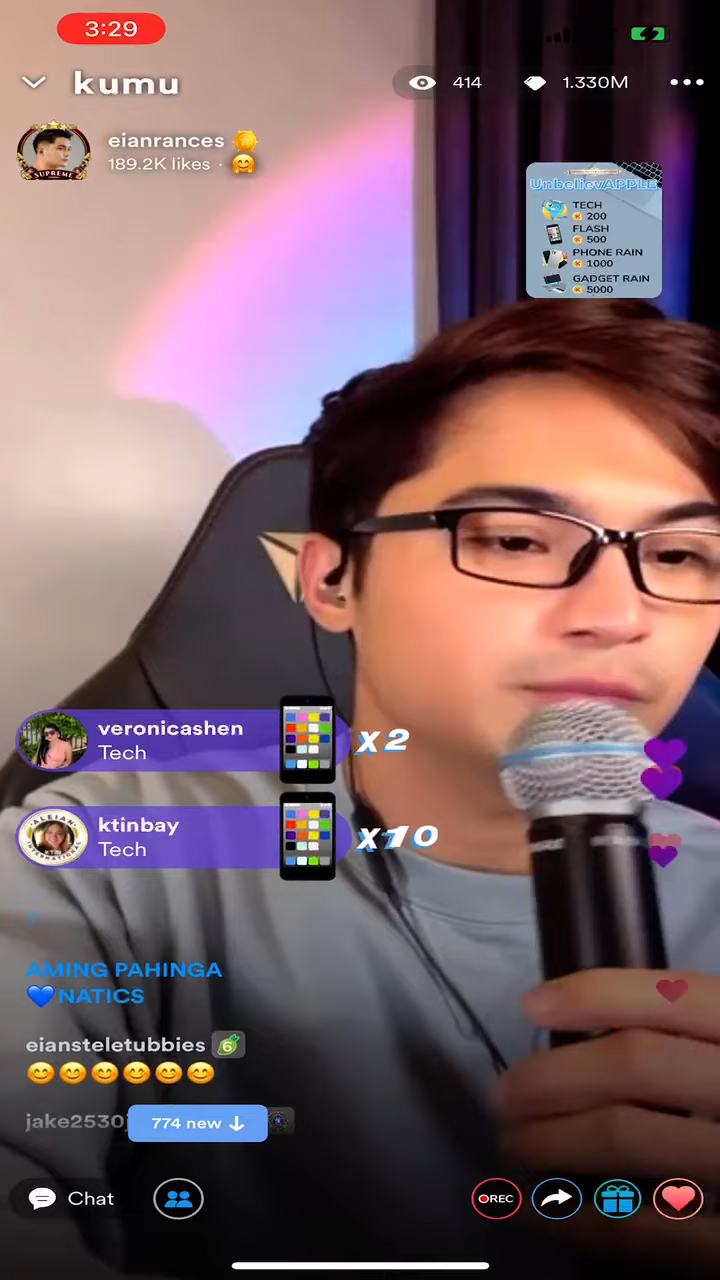 3:29
kumu
414
1.330M
eianrances
189.2K likes ·
SUPREME
UnbelievAPPLE
TECH
200
FLASH
500
PHONE RAIN
1000
GADGET RAIN
5000
veronicashen
Tech
x2
ktinbay
Tech
x10
AMING PAHINGA
💙NATICS
eiansteletubbies 6
😊😊😊😊😊😊
jake2530
774 new ↓
Chat
REC